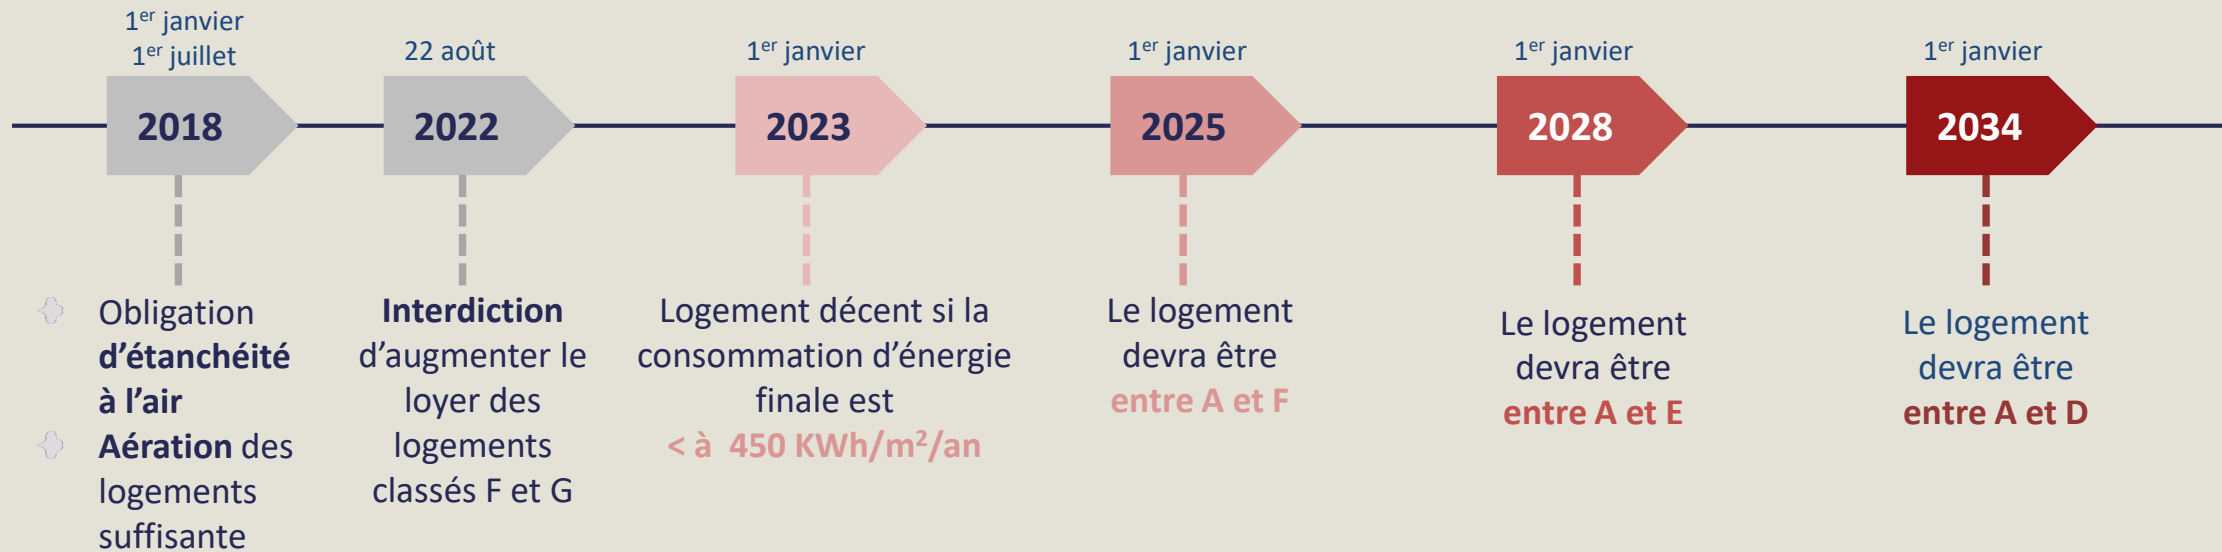 1er janvier
1er juillet
2018
Obligation
d’étanchéité
à l’air
Aération des
logements
suffisante
22 août
2022
Interdiction
d’augmenter le
loyer des
logements
classés F et G
1er janvier
2023
Logement décent si la
consommation d’énergie
finale est
< à  450 KWh/m²/an
1er janvier
2025
Le logement
devra être
entre A et F
1er janvier
2028
Le logement
devra être
entre A et E
1er janvier
2034
Le logement
devra être
entre A et D